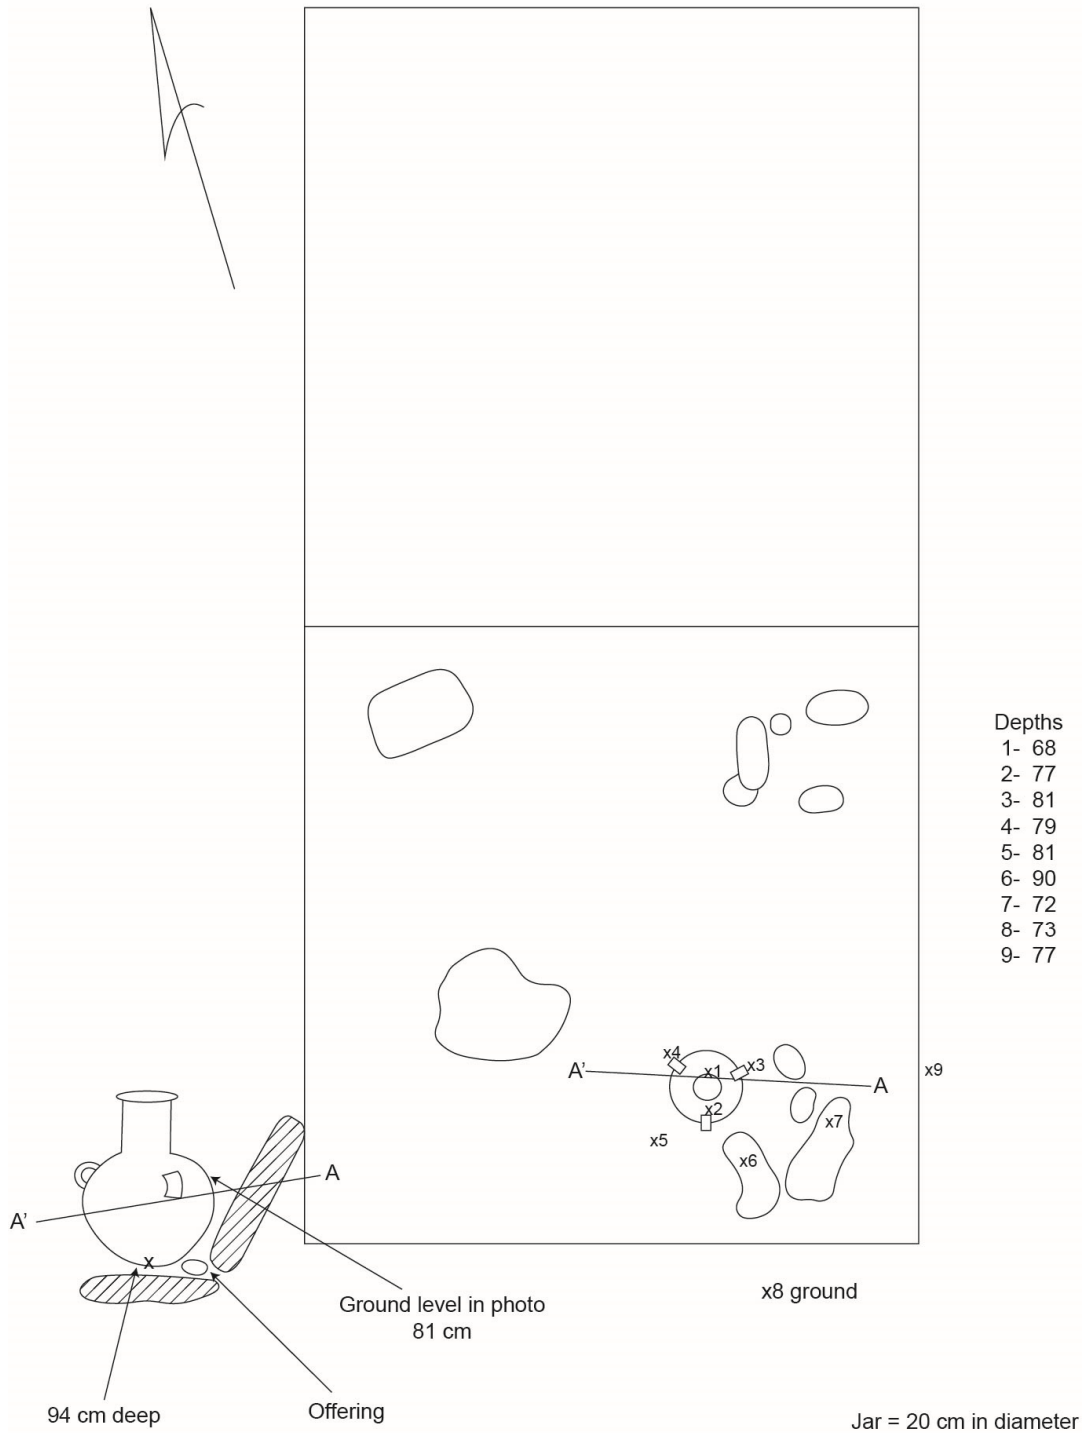 Depths
1- 68
2- 77
3- 81
4- 79
5- 81
6- 90
7- 72
8- 73
9- 77
x4
x1
x3
A’
A
x9
x2
x7
x5
x6
A
A’
x
x8 ground
Ground level in photo
81 cm
94 cm deep
Offering
Jar = 20 cm in diameter